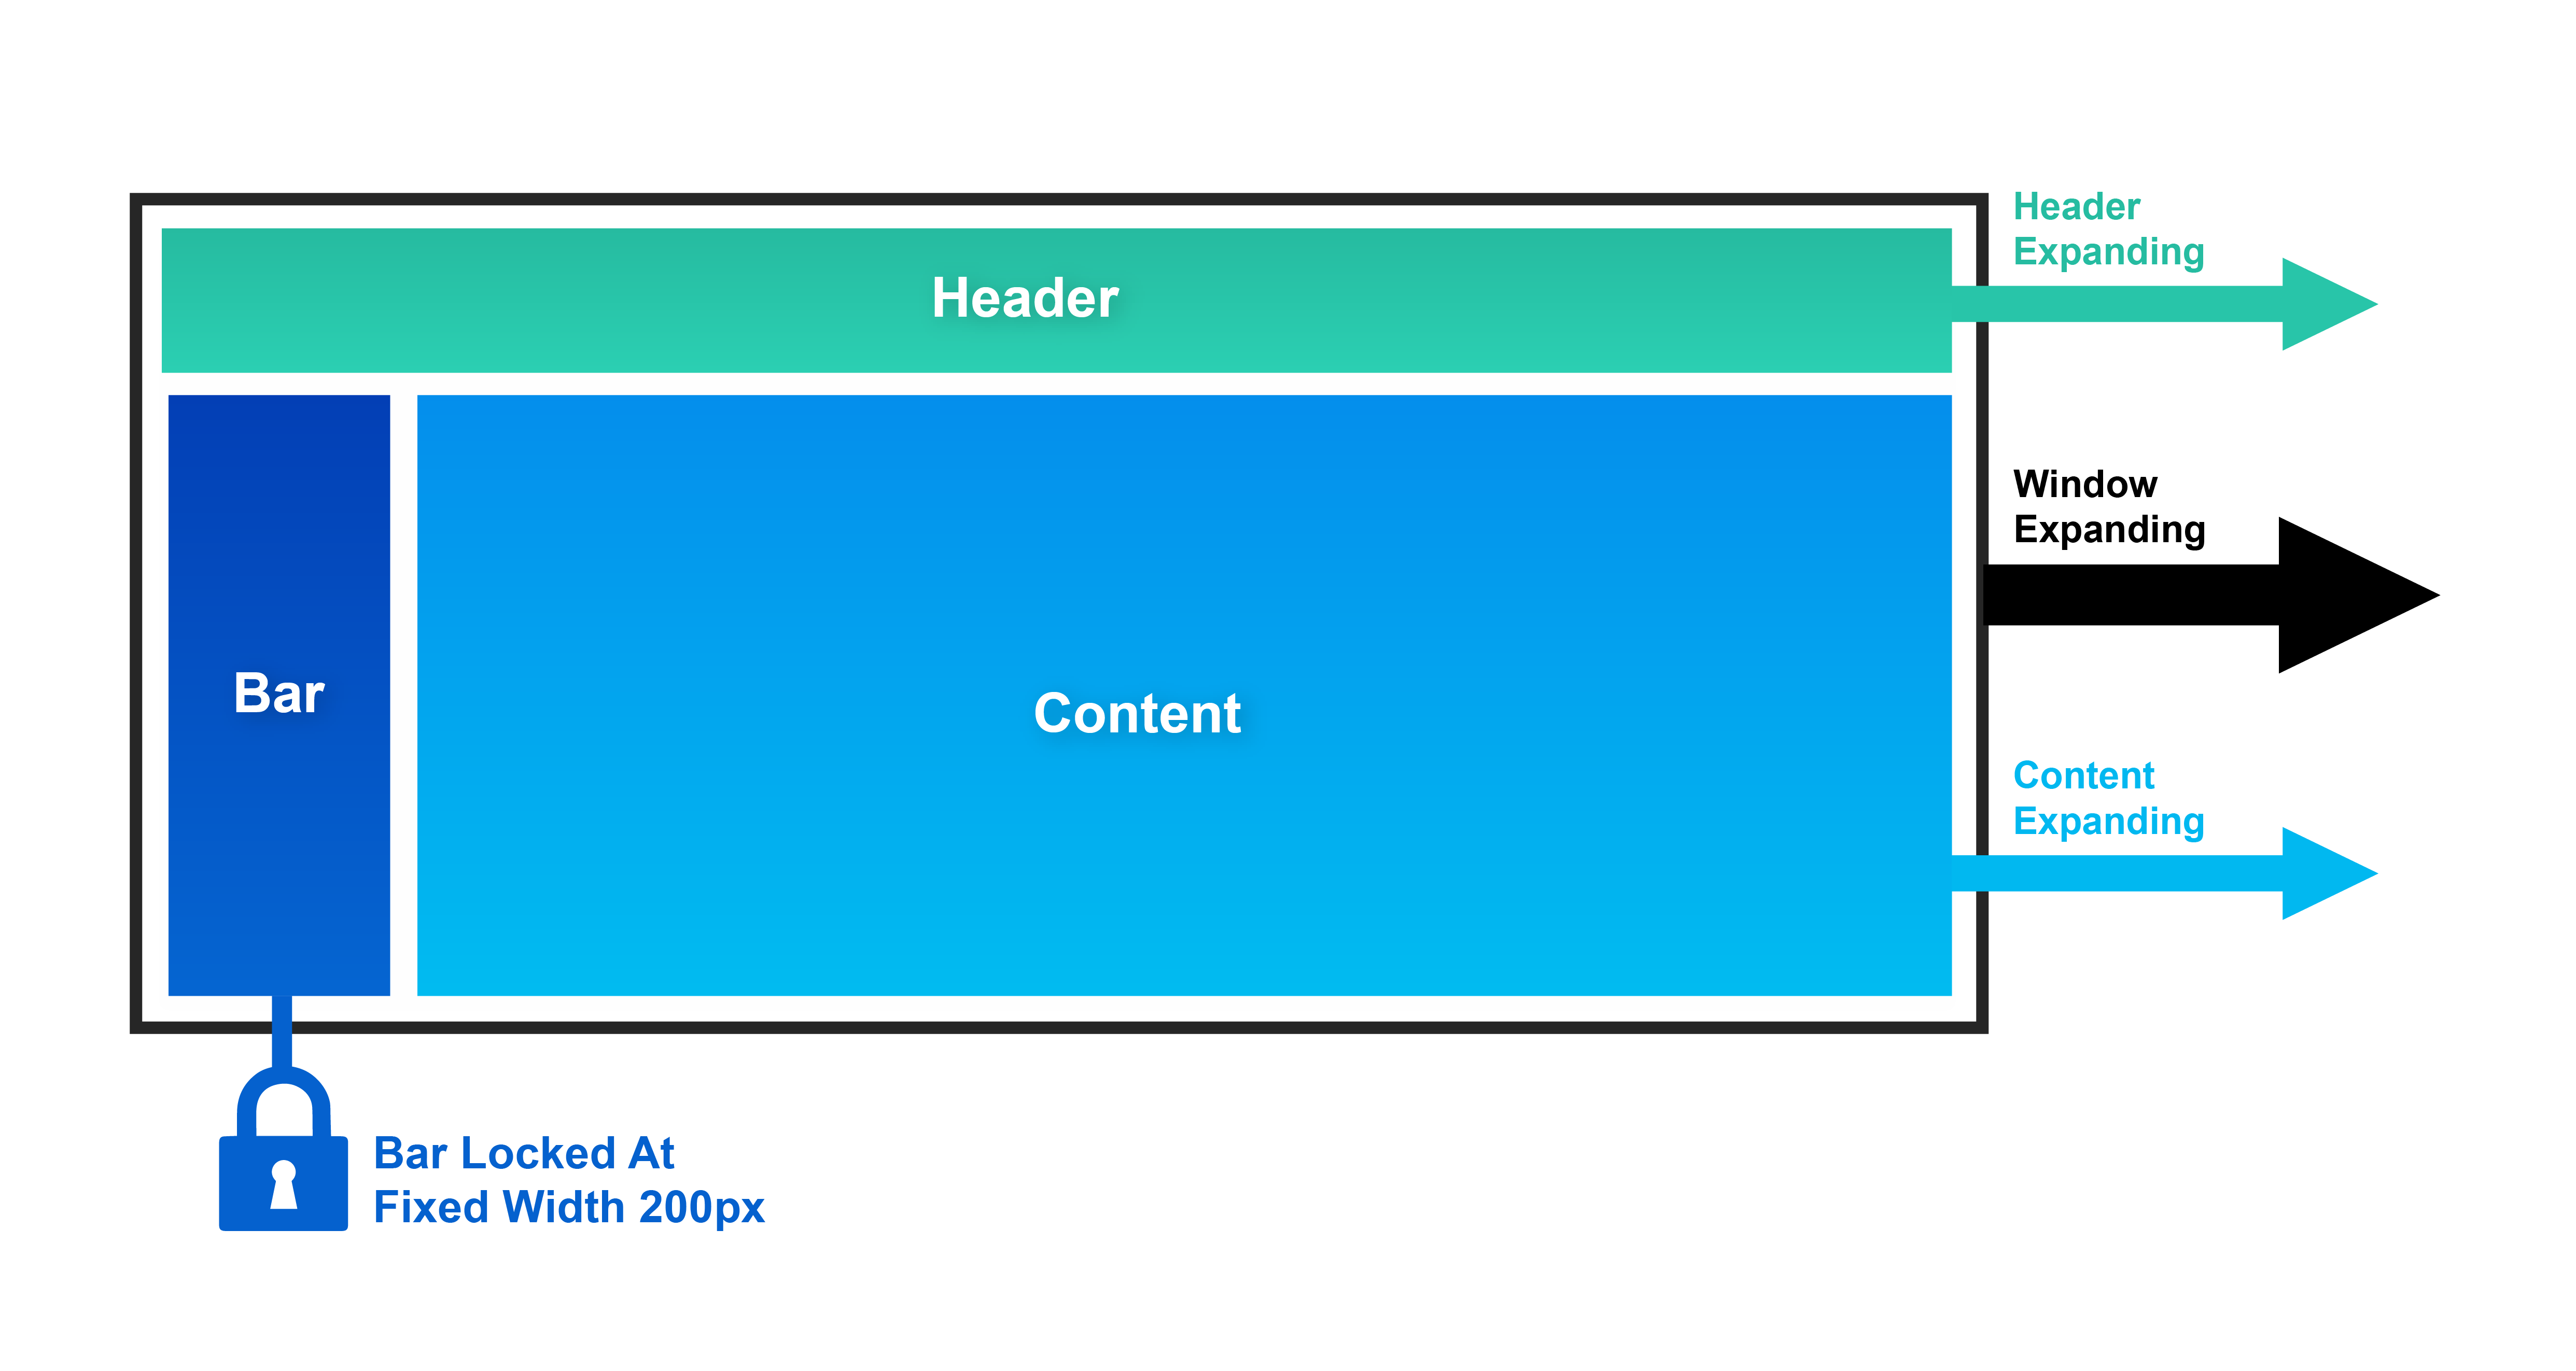 Header
Expanding
Header
Window
Expanding
Bar
Content
Content
Expanding
Bar Locked At
Fixed Width 200px